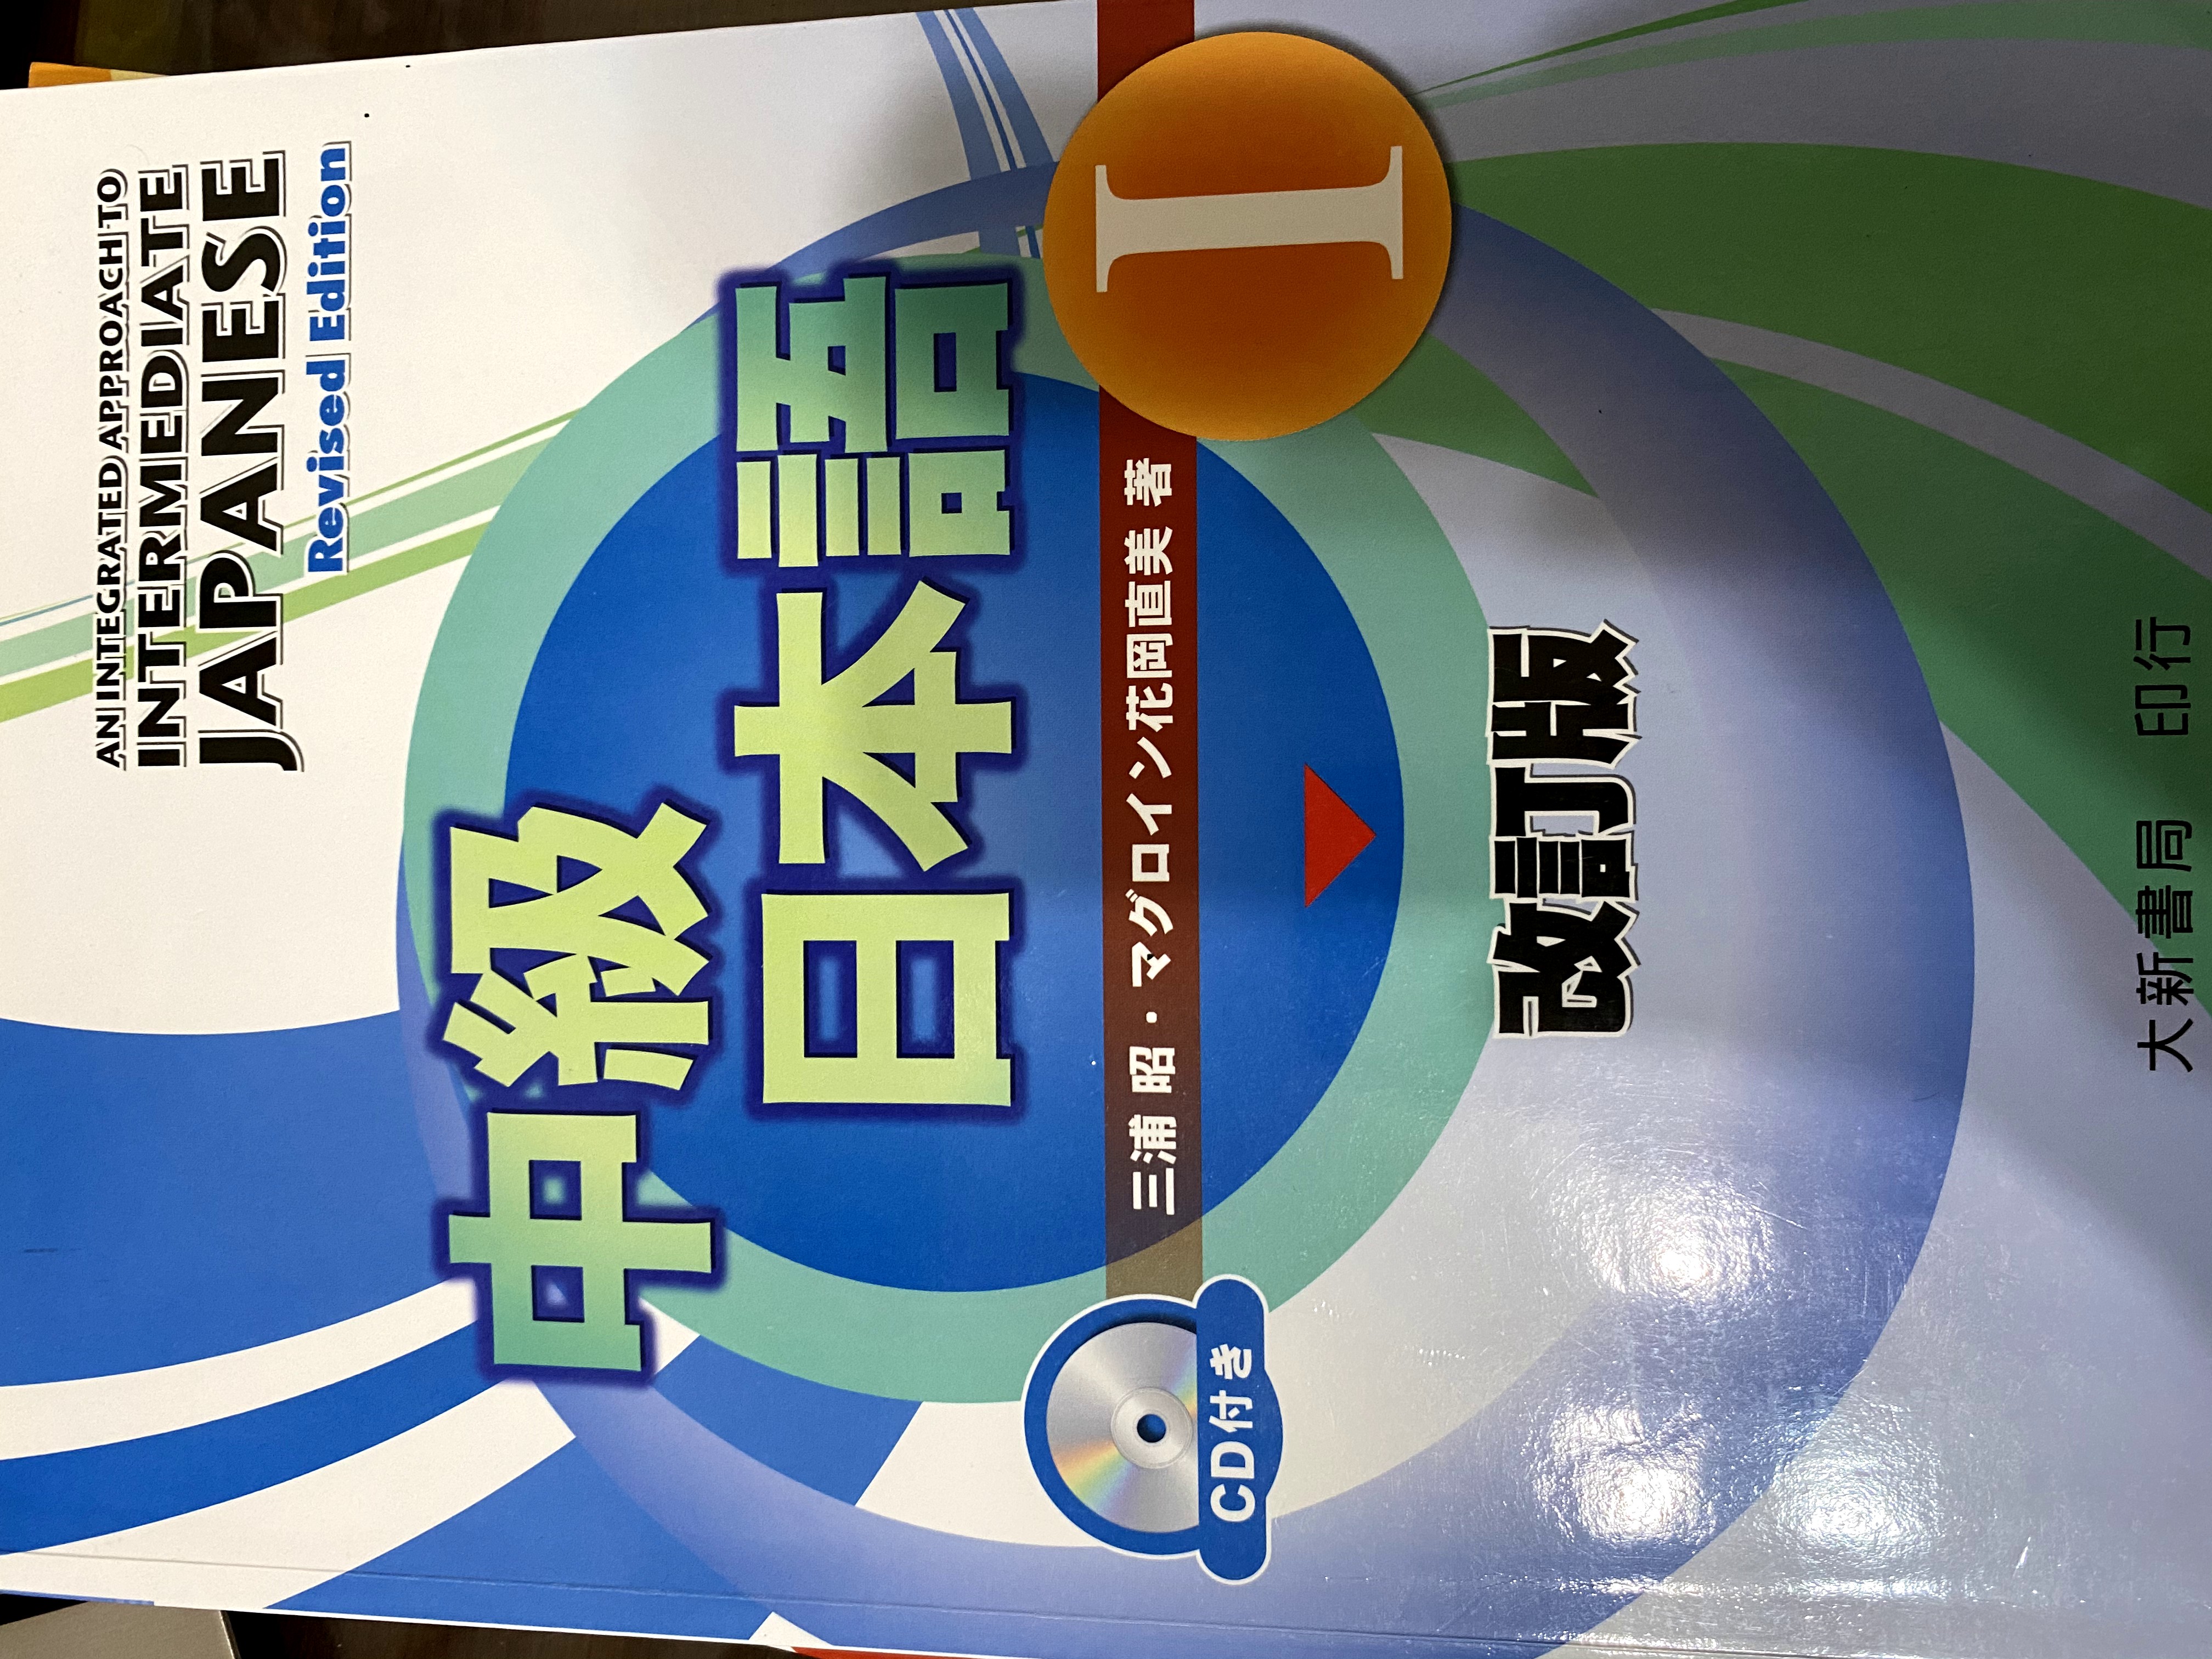 AN INTEGRATED APPROACH TO
INTERMEDIATE
JAPANESE
Revised Edition
中級
日本語
三浦 昭・マグロイン花岡直美 著
I
CD付き
改訂版
大新書局 印行